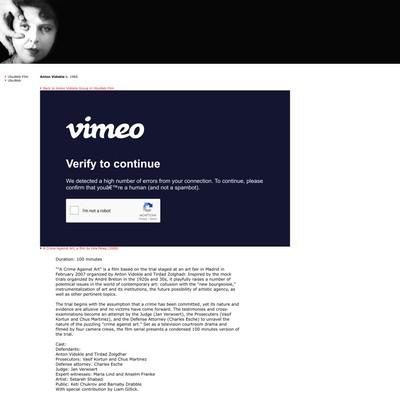 UbuWeb Film
UbuWeb
Anton Vidokle b. 1965
Back to Anton Vidokle Group in UbuWeb Film
vimeo
Verify to continue
We detected a high number of errors from your connection. To continue, please
confirm that youâ€™re a human (and not a spambot).
I'm not a robot
reCAPTCHA
Privacy - Terms
A Crime Against Art, a film by Hila Peleg (2008)
Duration: 100 minutes
"'A Crime Against Art" is a film based on the trial staged at an art fair in Madrid in
February 2007 organized by Anton Vidokle and Tirdad Zolghadr. Inspired by the mock
trials organized by André Breton in the 1920s and 30s, it playfully raises a number of
polemical issues in the world of contemporary art: collusion with the "new bourgeoisie,"
instrumentalization of art and its institutions, the future possibility of artistic agency, as
well as other pertinent topics.
The trial begins with the assumption that a crime has been committed, yet its nature and
evidence are allusive and no victims have come forward. The testimonies and cross-
examinations become an attempt by the Judge (Jan Verwoert), the Prosecutors (Vasif
Kortun and Chus Martinez), and the Defense Attorney (Charles Esche) to unravel the
nature of the puzzling "crime against art." Set as a television courtroom drama and
filmed by four camera crews, the film serial presents a condensed 100 minutes version of
the trial.
Cast:
Defendants:
Anton Vidokle and Tirdad Zolgdhar
Prosecutors: Vasif Kortun and Chus Martinez
Defense attorney: Charles Esche
Judge: Jan Verwoert
Expert witnesses: Maria Lind and Anselm Franke
Artist: Setareh Shabazi
Public: Keti Chukrov and Barnaby Drabble
With special contribution by Liam Gillick.